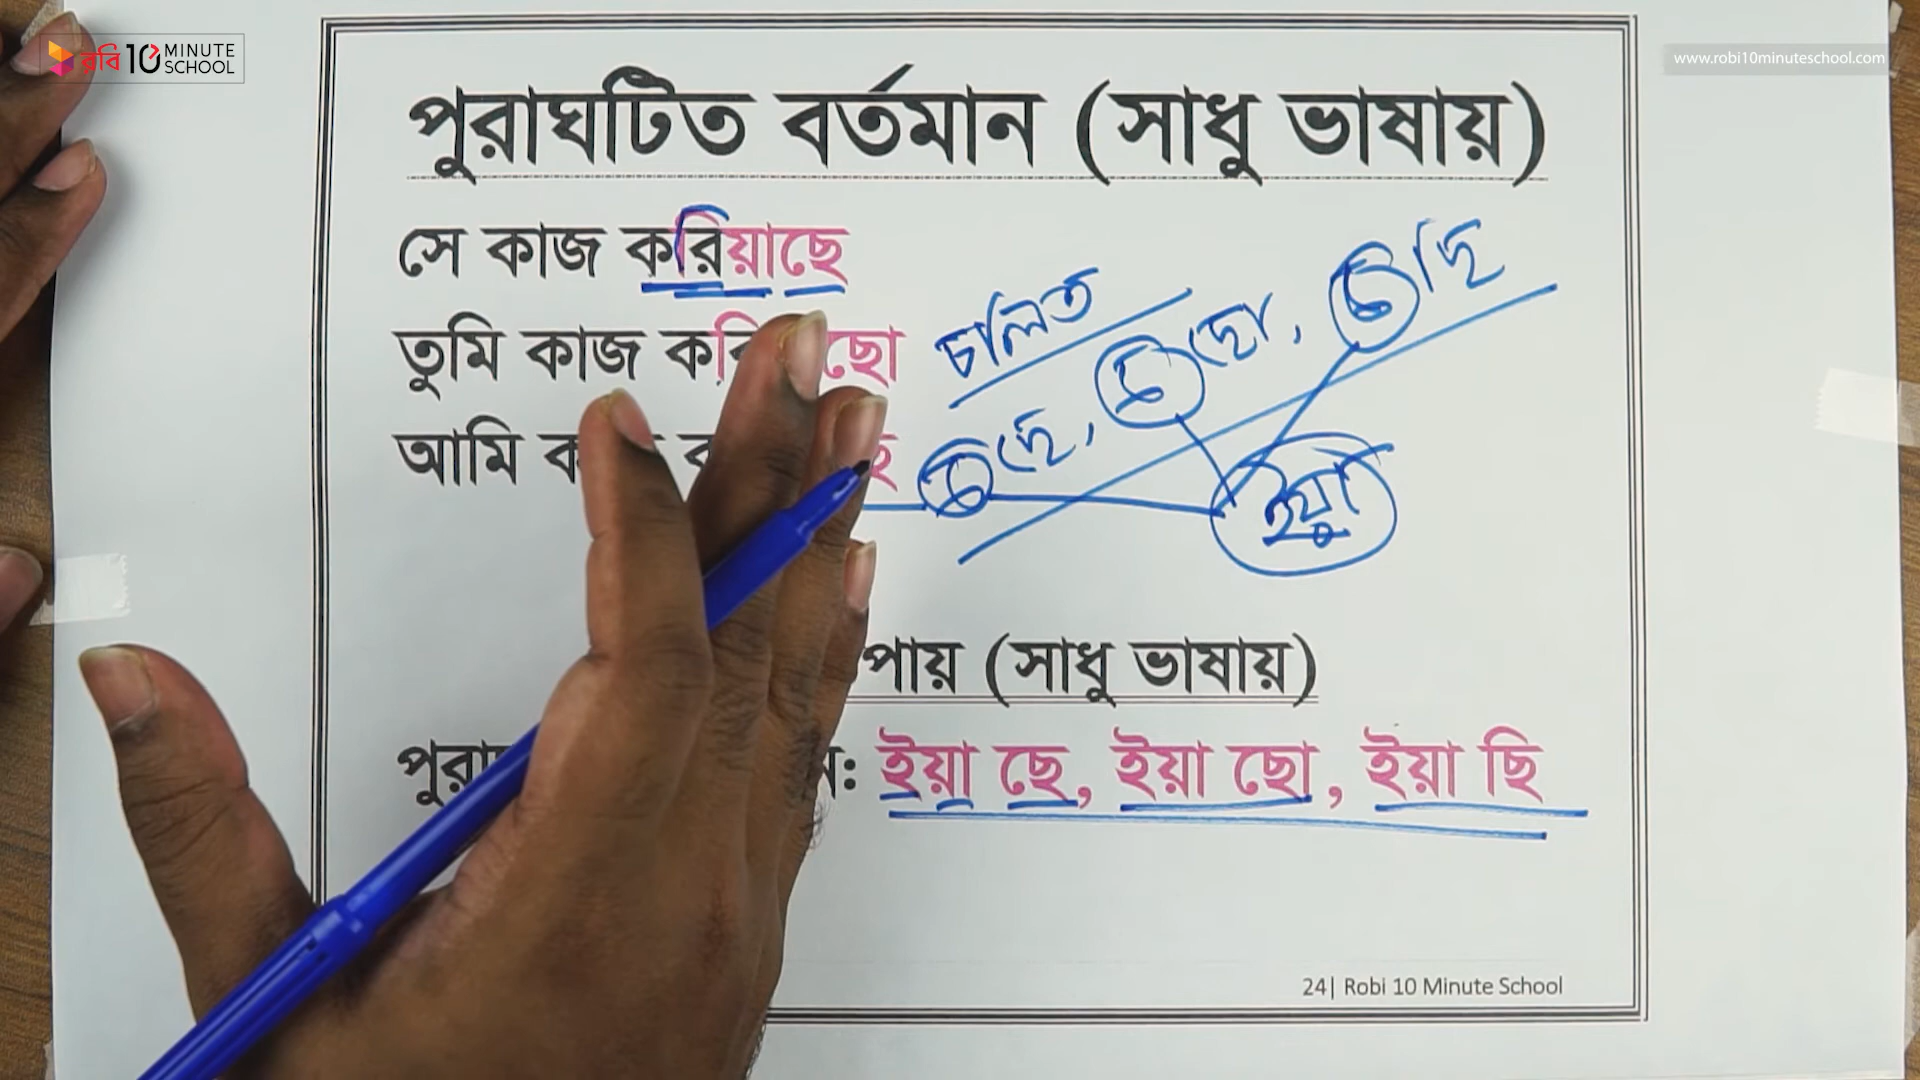 রবি 10 MINUTE SCHOOL
www.robi10minuteschool.com
পুরাঘটিত বর্তমান (সাধু ভাষায়)
সে কাজ করিয়াছে
তুমি কাজ
চলিত
আমি
ইয়া
(সাধু ভাষায়)
ইয়া ছে, ইয়া ছো, ইয়া ছি
24| Robi 10 Minute School